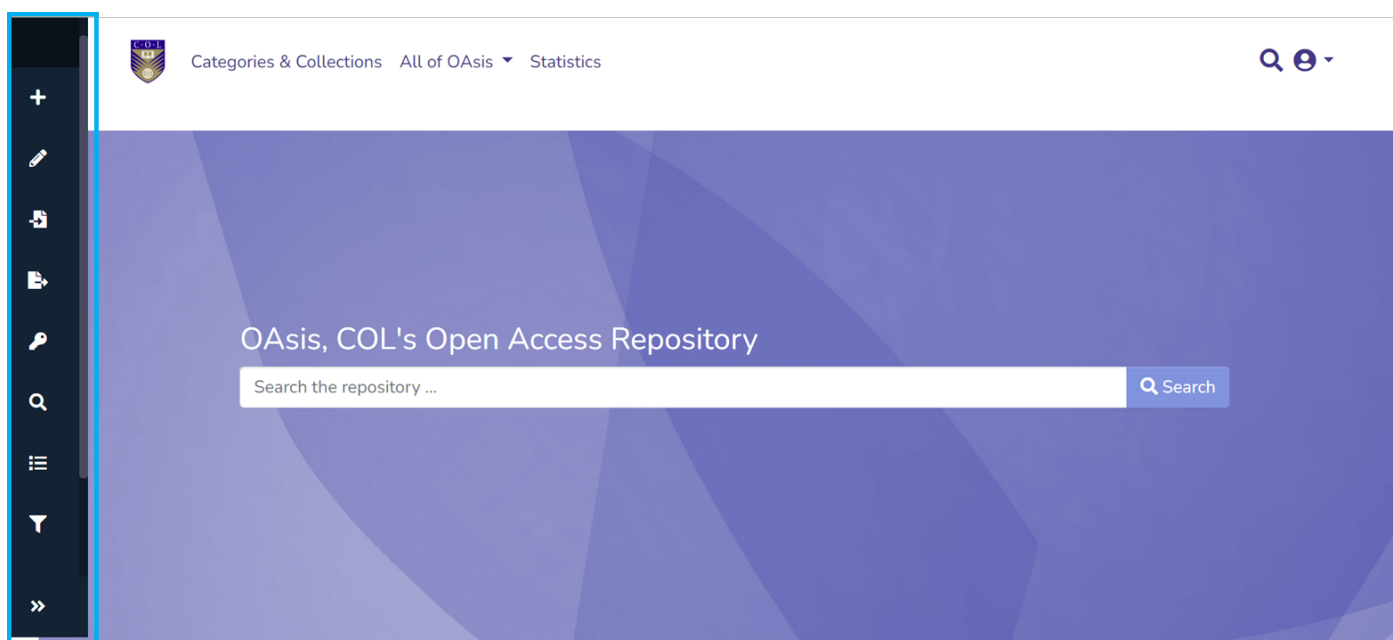 C·O·L
Categories & Collections All of OAsis Statistics
OAsis, COL's Open Access Repository
Search the repository ...
Search